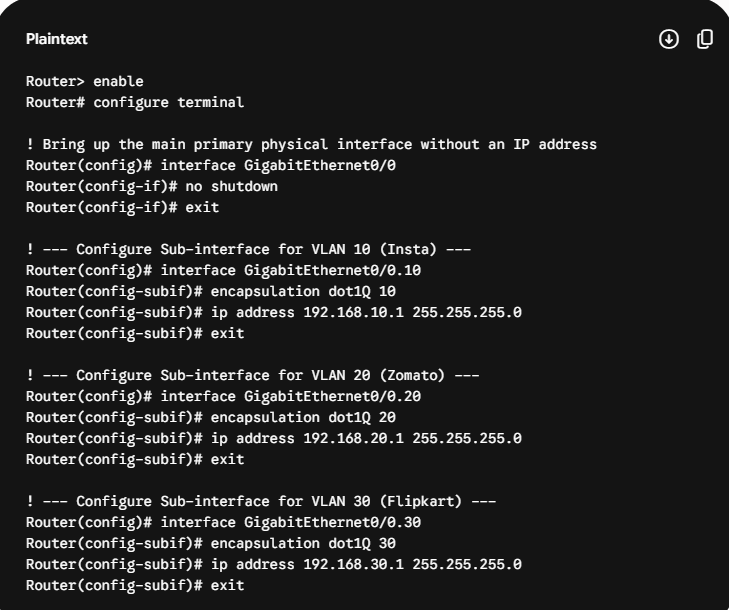 Plaintext
Router> enable
Router# configure terminal
! Bring up the main primary physical interface without an IP address
Router(config)# interface GigabitEthernet0/0
Router(config-if)# no shutdown
Router(config-if)# exit
! --- Configure Sub-interface for VLAN 10 (Insta) ---
Router(config)# interface GigabitEthernet0/0.10
Router(config-subif)# encapsulation dot1Q 10
Router(config-subif)# ip address 192.168.10.1 255.255.255.0
Router(config-subif)# exit
! --- Configure Sub-interface for VLAN 20 (Zomato) ---
Router(config)# interface GigabitEthernet0/0.20
Router(config-subif)# encapsulation dot1Q 20
Router(config-subif)# ip address 192.168.20.1 255.255.255.0
Router(config-subif)# exit
! --- Configure Sub-interface for VLAN 30 (Flipkart) ---
Router(config)# interface GigabitEthernet0/0.30
Router(config-subif)# encapsulation dot1Q 30
Router(config-subif)# ip address 192.168.30.1 255.255.255.0
Router(config-subif)# exit